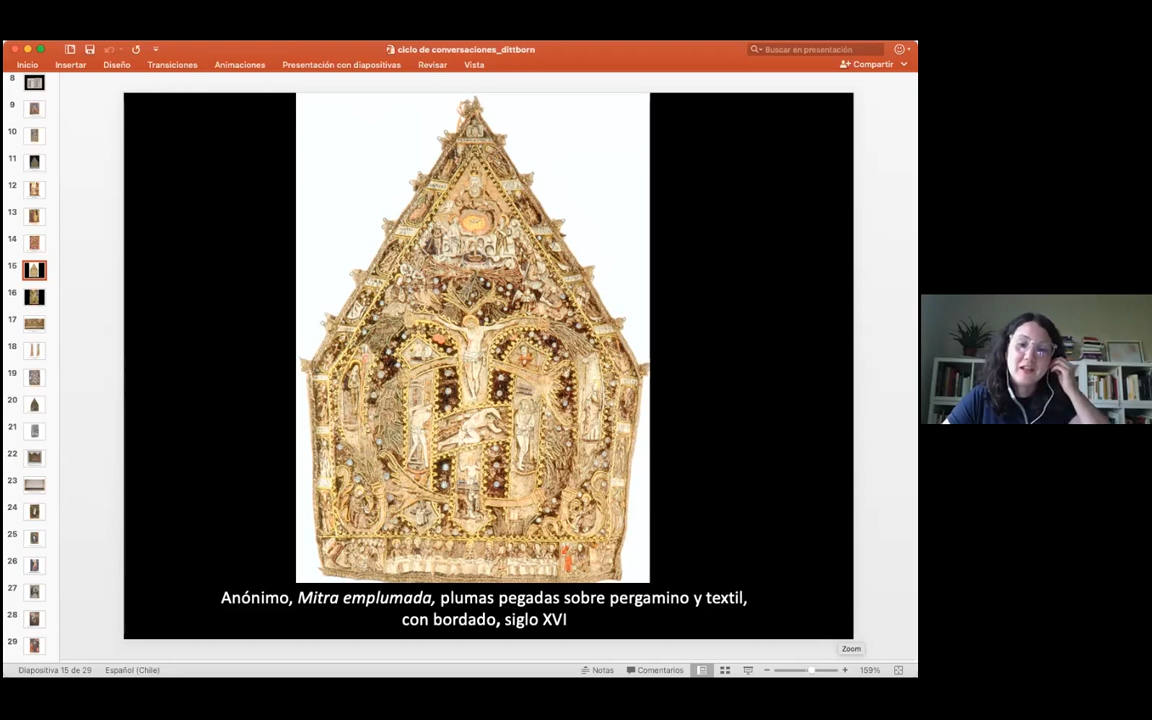 ciclo de conversaciones_dittborn
Buscar en presentación
Inicio
Insertar
Diseño
Transiciones
Animaciones
Presentación con diapositivas
Revisar
Vista
Compartir
8
9
10
11
12
13
14
15
16
17
18
19
20
21
22
23
24
25
26
27
28
29
Anónimo, Mitra emplumada, plumas pegadas sobre pergamino y textil,
con bordado, siglo XVI
Zoom
Diapositiva 15 de 29
Español (Chile)
Notas
Comentarios
159%